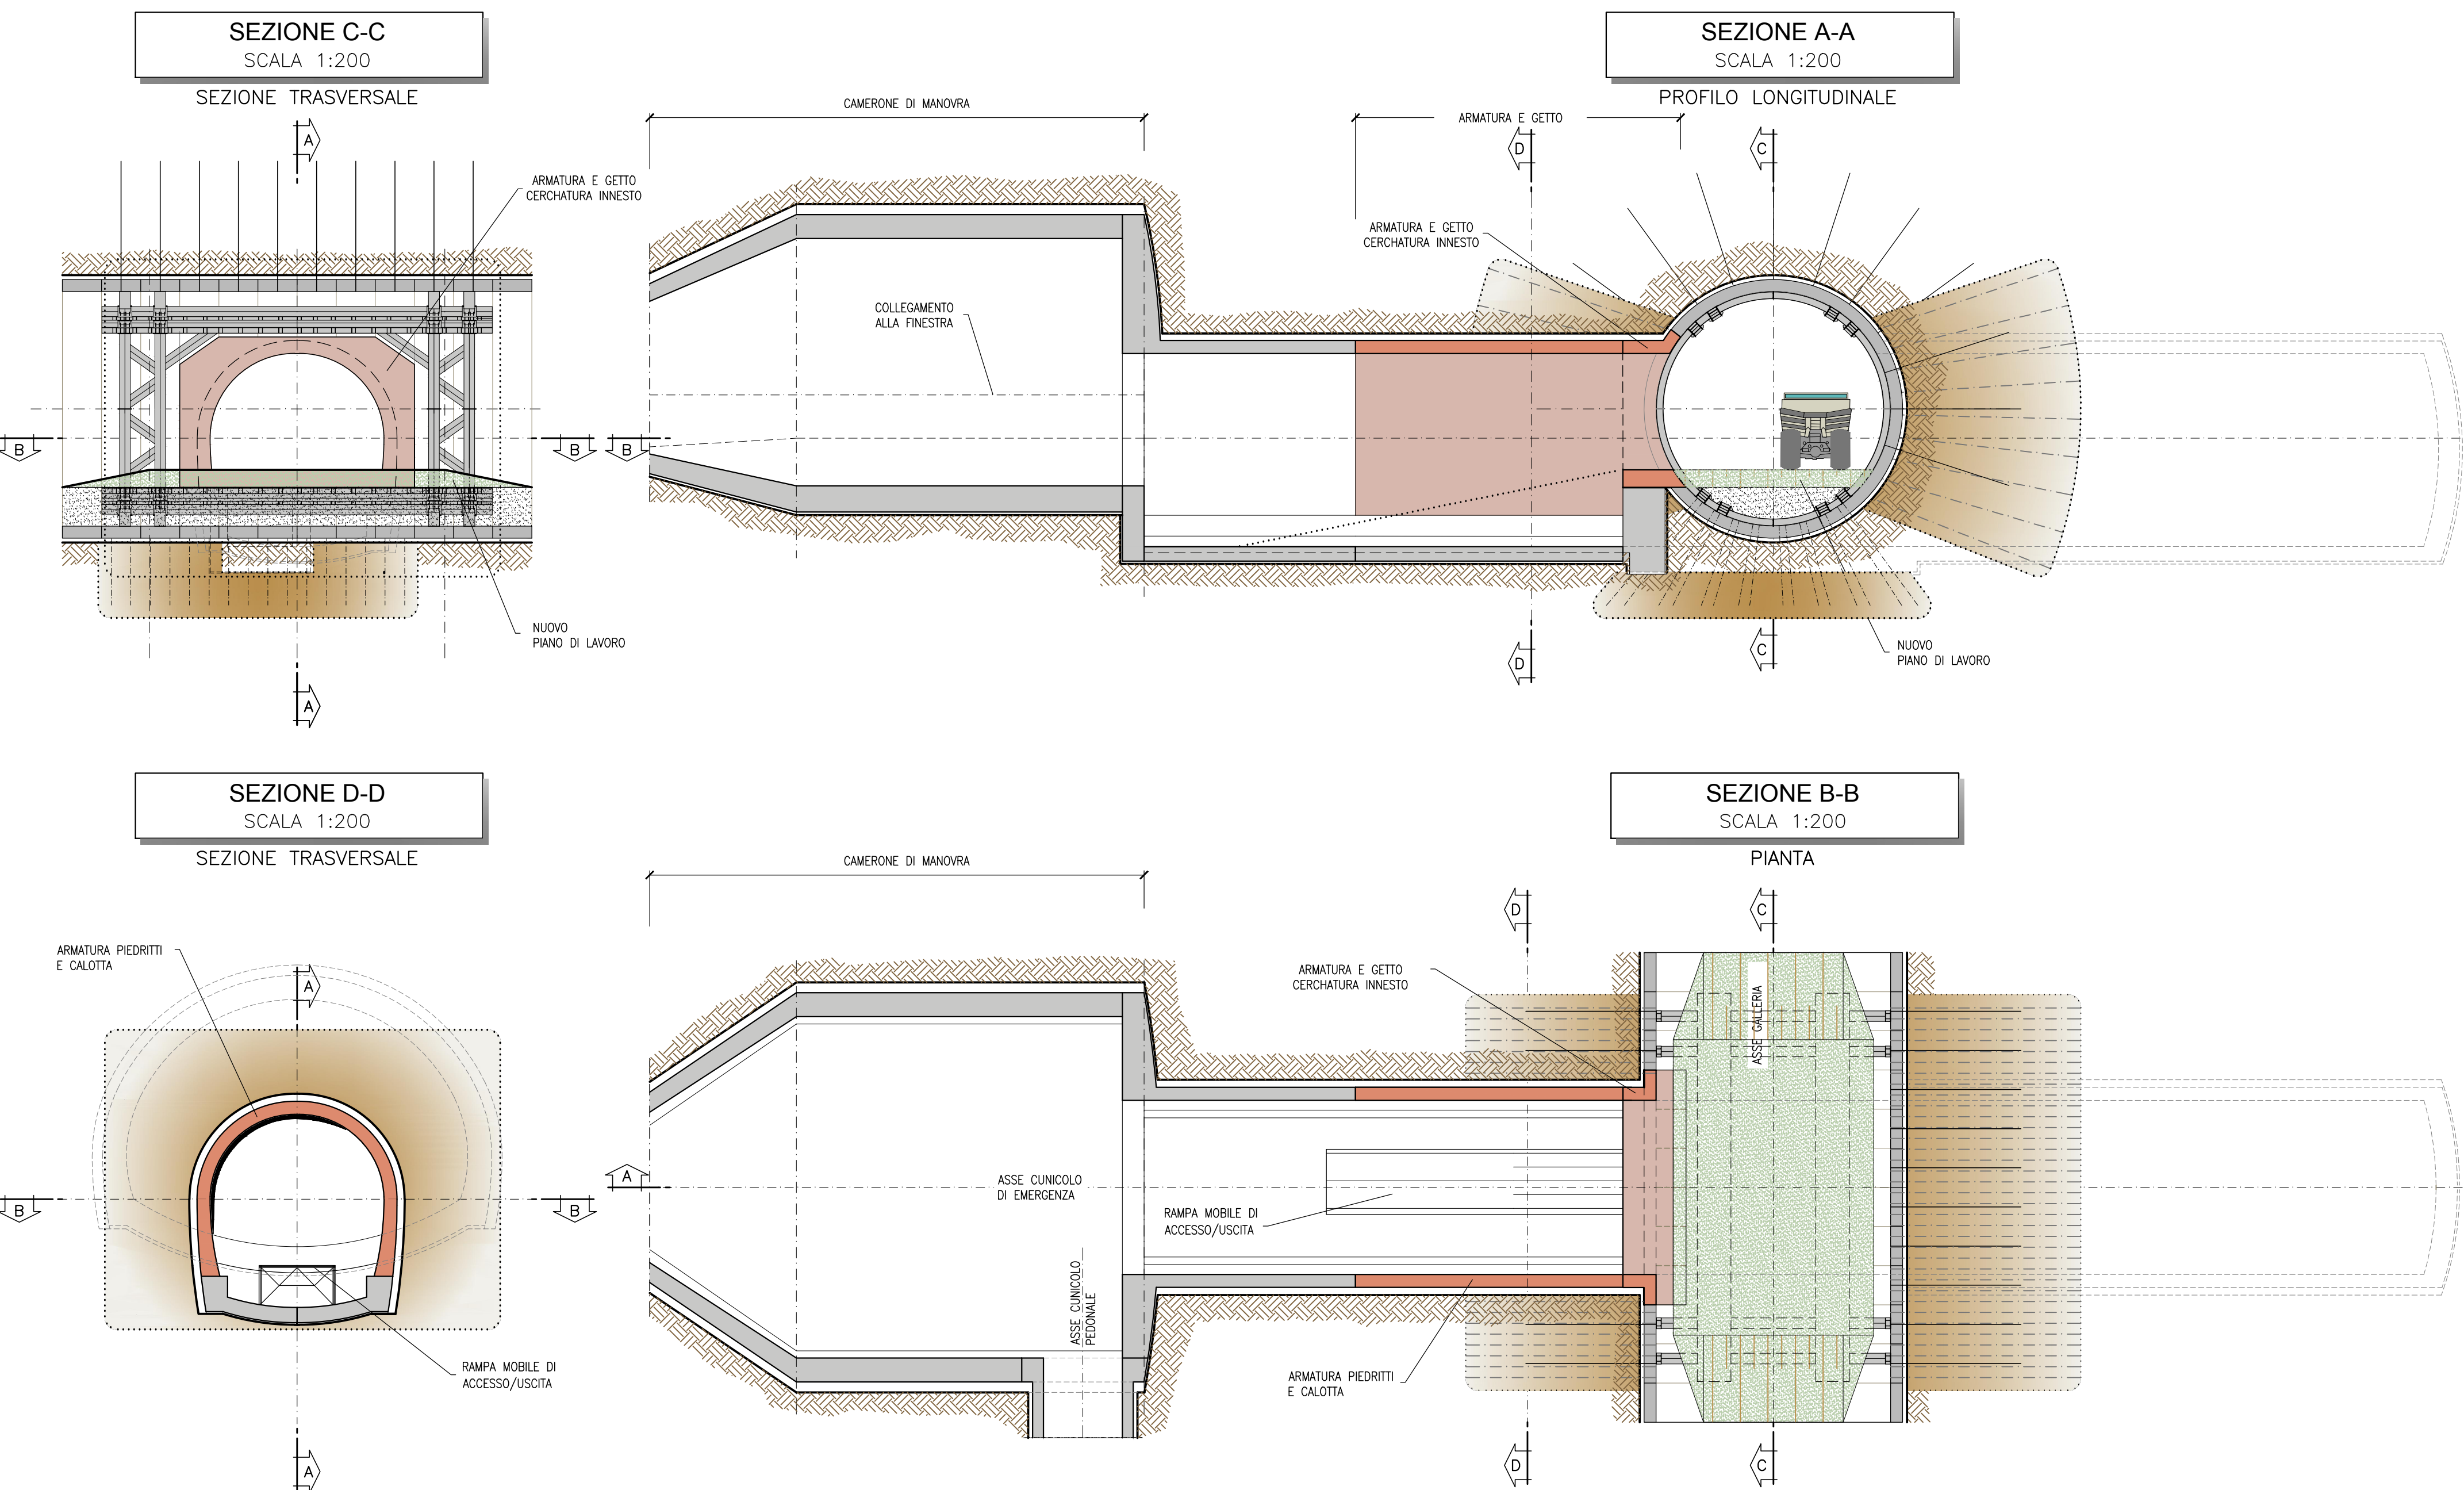 SEZIONE C-C
SCALA 1:200
SEZIONE TRASVERSALE
A
ARMATURA E GETTO
CERCHATURA INNESTO
B
B
NUOVO
PIANO DI LAVORO
A
SEZIONE A-A
SCALA 1:200
PROFILO LONGITUDINALE
CAMERONE DI MANOVRA
ARMATURA E GETTO
D
C
ARMATURA E GETTO
CERCHATURA INNESTO
COLLEGAMENTO
ALLA FINESTRA
B
D
C
NUOVO
PIANO DI LAVORO
SEZIONE D-D
SCALA 1:200
SEZIONE TRASVERSALE
ARMATURA PIEDRITTI
E CALOTTA
A
B
B
RAMPA MOBILE DI
ACCESSO/USCITA
A
SEZIONE B-B
SCALA 1:200
PIANTA
CAMERONE DI MANOVRA
D
C
ARMATURA E GETTO
CERCHATURA INNESTO
ASSE GALLERIA
A
ASSE CUNICOLO
DI EMERGENZA
RAMPA MOBILE DI
ACCESSO/USCITA
ASSE CUNICOLO
PEDONALE
ARMATURA PIEDRITTI
E CALOTTA
D
C